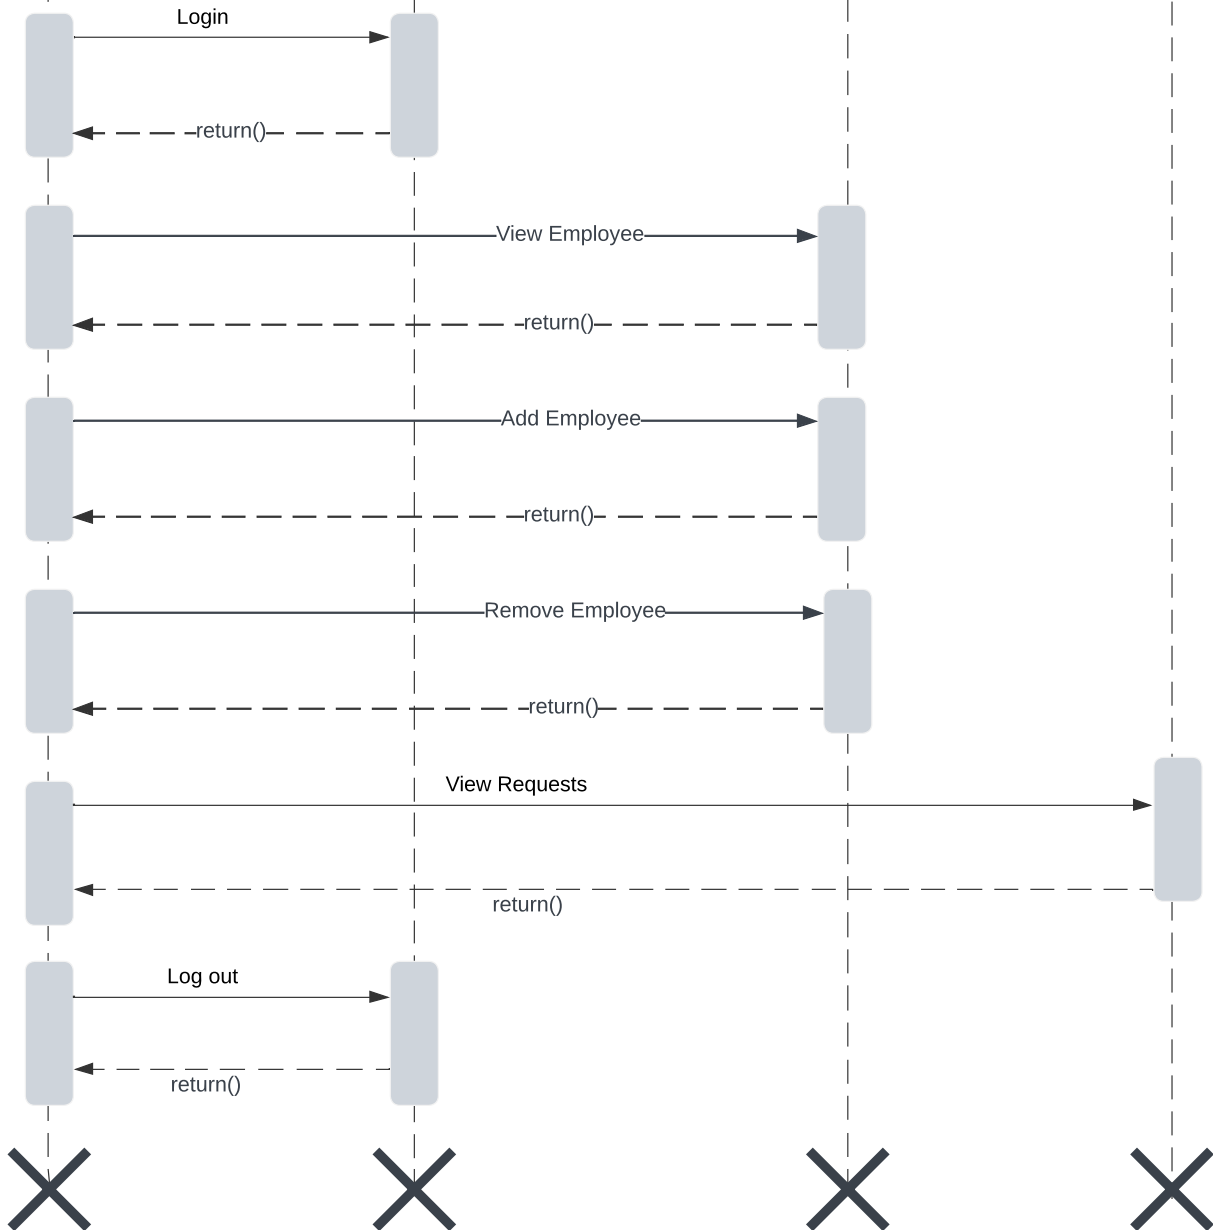 Login
return()
View Employee
return()
Add Employee
return()
Remove Employee
return()
View Requests
return()
Log out
return()